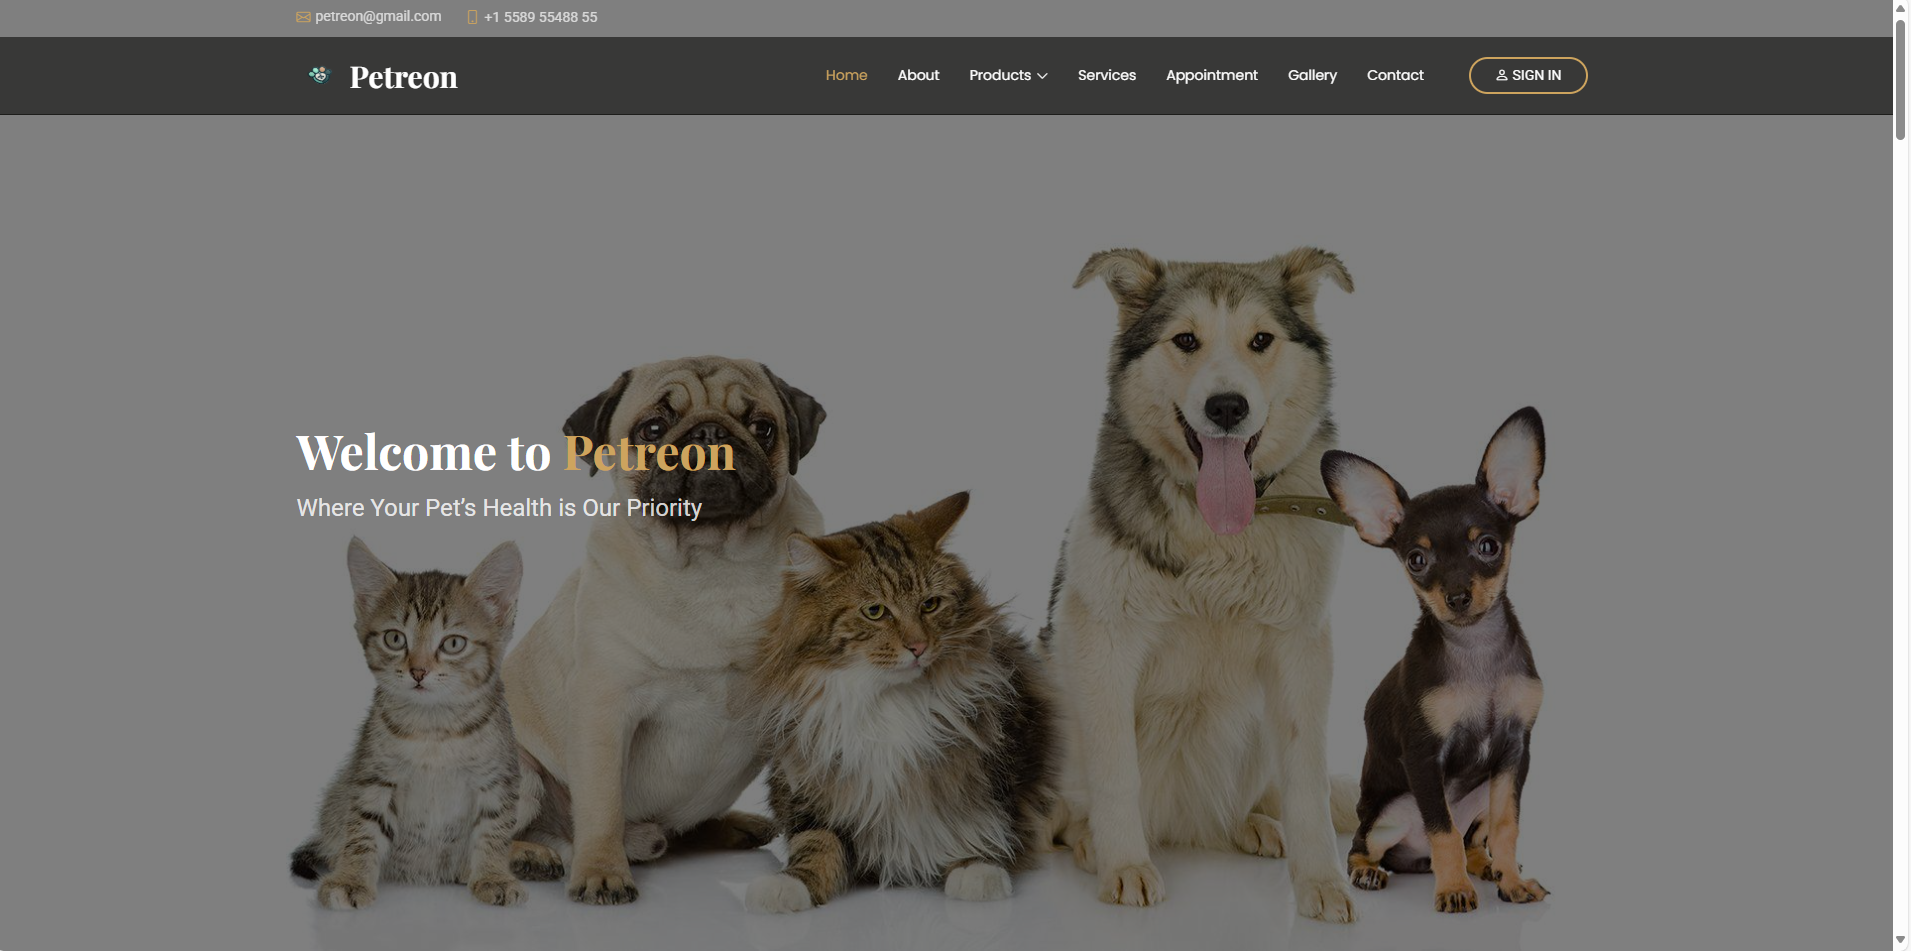 petreon@gmail.com +1 5589 55488 55
Petreon Home About Products Services Appointment Gallery Contact SIGN IN
Welcome to Petreon
Where Your Pet’s Health is Our Priority